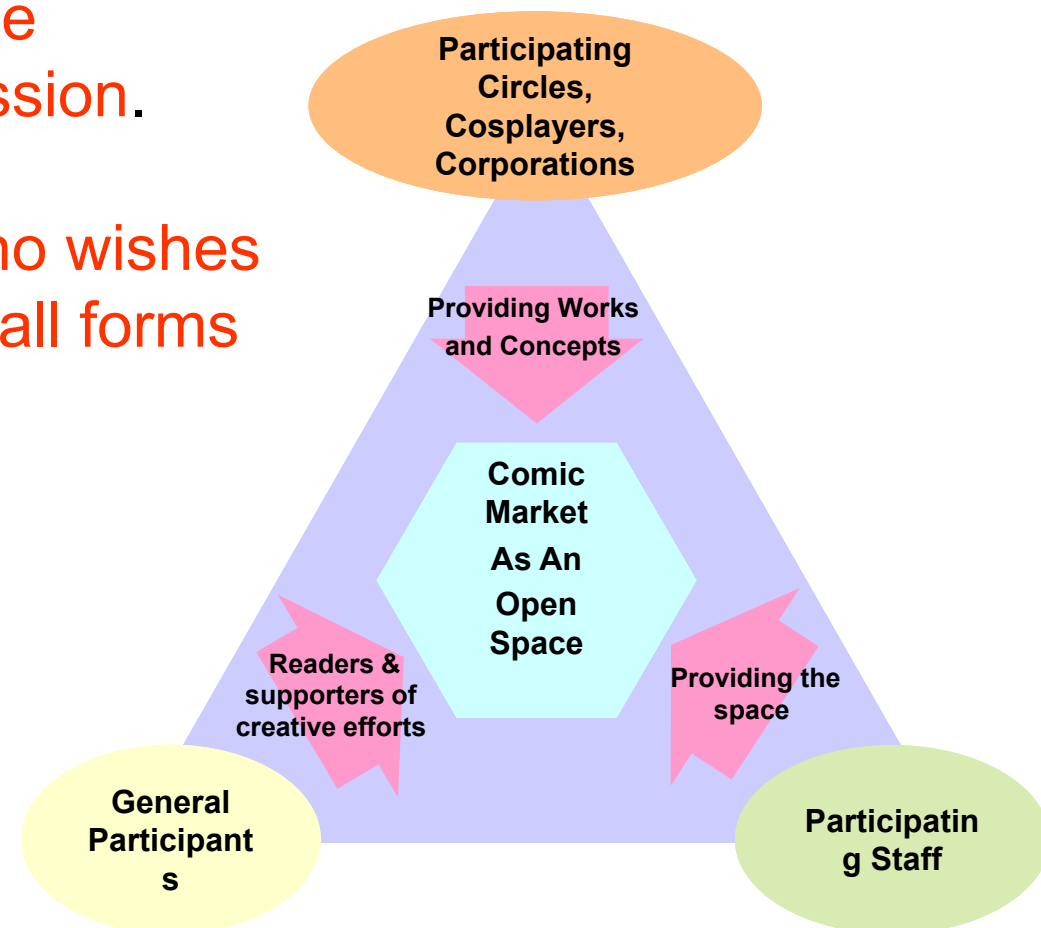 e
ssion.
no wishes
all forms
Participating
Circles,
Cosplayers,
Corporations
Providing Works
and Concepts
Comic
Market
As An
Open
Space
Readers &
supporters of
creative efforts
Providing the
space
General
Participant
s
Participatin
g Staff